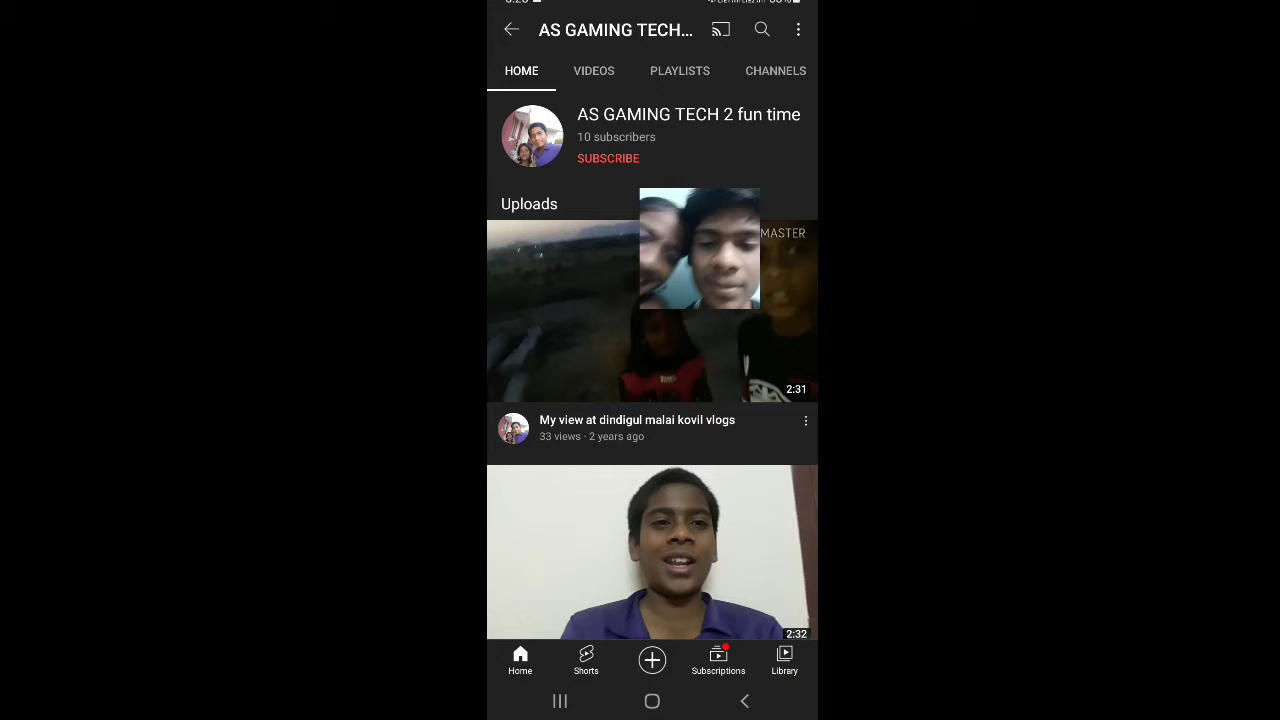 AS GAMING TECH...
HOME VIDEOS PLAYLISTS CHANNELS
AS GAMING TECH 2 fun time
10 subscribers
SUBSCRIBE
Uploads
MASTER
2:31
My view at dindigul malai kovil vlogs
33 views · 2 years ago
2:32
Home Shorts Subscriptions Library